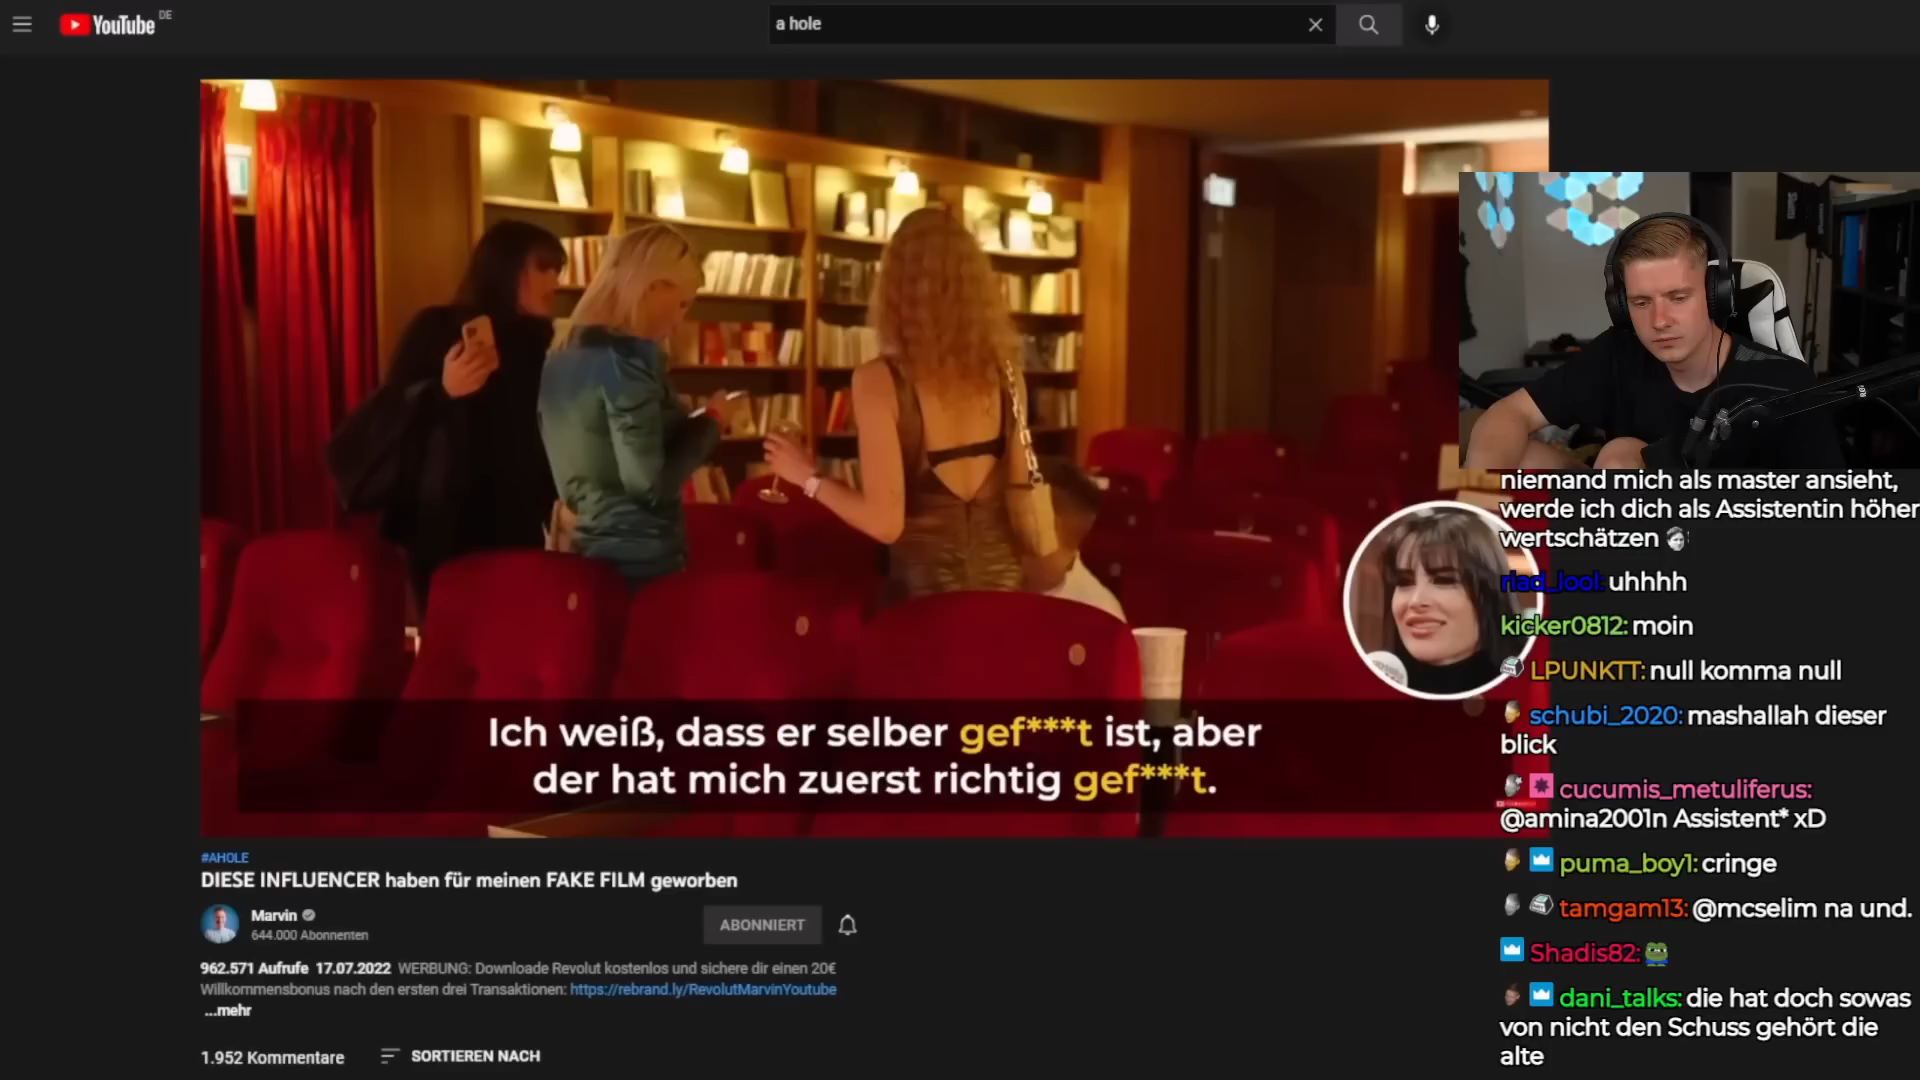 YouTube DE
a hole
Ich weiß, dass er selber gef***t ist, aber
der hat mich zuerst richtig gef***t.
#AHOLE
DIESE INFLUENCER haben für meinen FAKE FILM geworben
Marvin
644.000 Abonnenten
ABONNIERT
962.571 Aufrufe 17.07.2022 WERBUNG: Downloade Revolut kostenlos und sichere dir einen 20€
Willkommensbonus nach den ersten drei Transaktionen: https://rebrand.ly/RevolutMarvinYoutube
...mehr
1.952 Kommentare
SORTIEREN NACH
niemand mich als master ansieht,
werde ich dich als Assistentin höher
wertschätzen
rlad_lool: uhhhh
kicker0812: moin
LPUNKTT: null komma null
schubi_2020: mashallah dieser
blick
cucumis_metuliferus:
@amina2001n Assistent* xD
puma_boy1: cringe
tamgam13: @mcselim na und.
Shadis82:
dani_talks: die hat doch sowas
von nicht den Schuss gehört die
alte